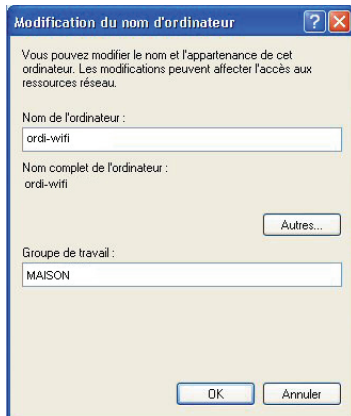 Modification du nom d'ordinateur
Vous pouvez modifier le nom et l'appartenance de cet
ordinateur. Les modifications peuvent affecter l'accès aux
ressources réseau.
Nom de l'ordinateur :
ordi-wifi
Nom complet de l'ordinateur :
ordi-wifi
Autres...
Groupe de travail :
MAISON
OK
Annuler